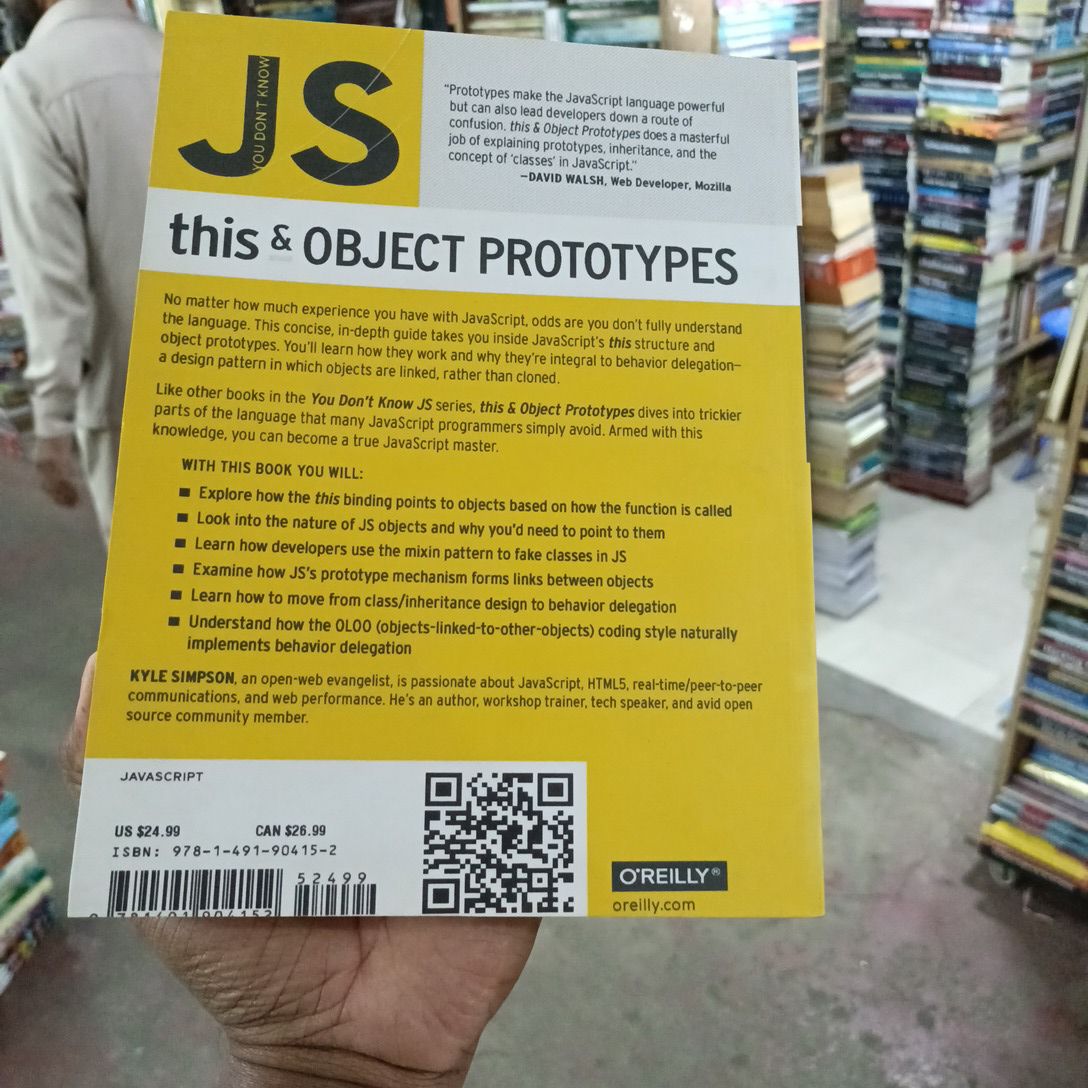 JS
YOU DON'T KNOW
"Prototypes make the JavaScript language powerful
but can also lead developers down a route of
confusion. this & Object Prototypes does a masterful
job of explaining prototypes, inheritance, and the
concept of 'classes' in JavaScript."
—DAVID WALSH, Web Developer, Mozilla
this & OBJECT PROTOTYPES
No matter how much experience you have with JavaScript, odds are you don't fully understand
the language. This concise, in-depth guide takes you inside JavaScript's this structure and
object prototypes. You'll learn how they work and why they're integral to behavior delegation—
a design pattern in which objects are linked, rather than cloned.
Like other books in the You Don't Know JS series, this & Object Prototypes dives into trickier
parts of the language that many JavaScript programmers simply avoid. Armed with this
knowledge, you can become a true JavaScript master.
WITH THIS BOOK YOU WILL:
■ Explore how the this binding points to objects based on how the function is called
■ Look into the nature of JS objects and why you'd need to point to them
■ Learn how developers use the mixin pattern to fake classes in JS
■ Examine how JS's prototype mechanism forms links between objects
■ Learn how to move from class/inheritance design to behavior delegation
■ Understand how the OLOO (objects-linked-to-other-objects) coding style naturally
implements behavior delegation
KYLE SIMPSON, an open-web evangelist, is passionate about JavaScript, HTML5, real-time/peer-to-peer
communications, and web performance. He's an author, workshop trainer, tech speaker, and avid open
source community member.
JAVASCRIPT
US $24.99 CAN $26.99
ISBN: 978-1-491-90415-2
52499
9 781491 904152
O'REILLY®
oreilly.com